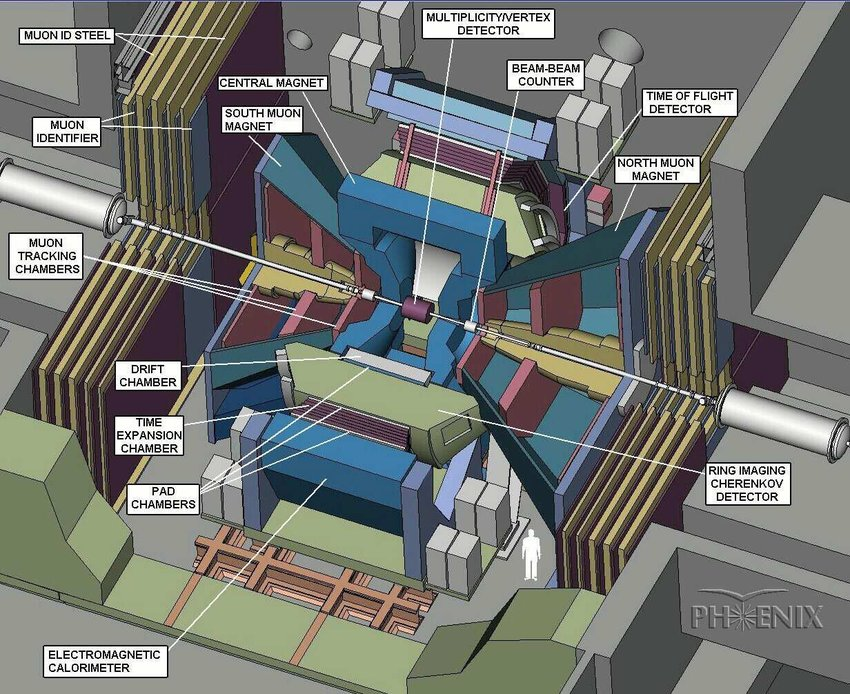 MULTIPLICITY/VERTEX
DETECTOR
MUON ID STEEL
BEAM-BEAM
COUNTER
CENTRAL MAGNET
TIME OF FLIGHT
DETECTOR
SOUTH MUON
MAGNET
MUON
IDENTIFIER
NORTH MUON
MAGNET
MUON
TRACKING
CHAMBERS
DRIFT
CHAMBER
TIME
EXPANSION
CHAMBER
RING IMAGING
CHERENKOV
DETECTOR
PAD
CHAMBERS
PHENIX
ELECTROMAGNETIC
CALORIMETER